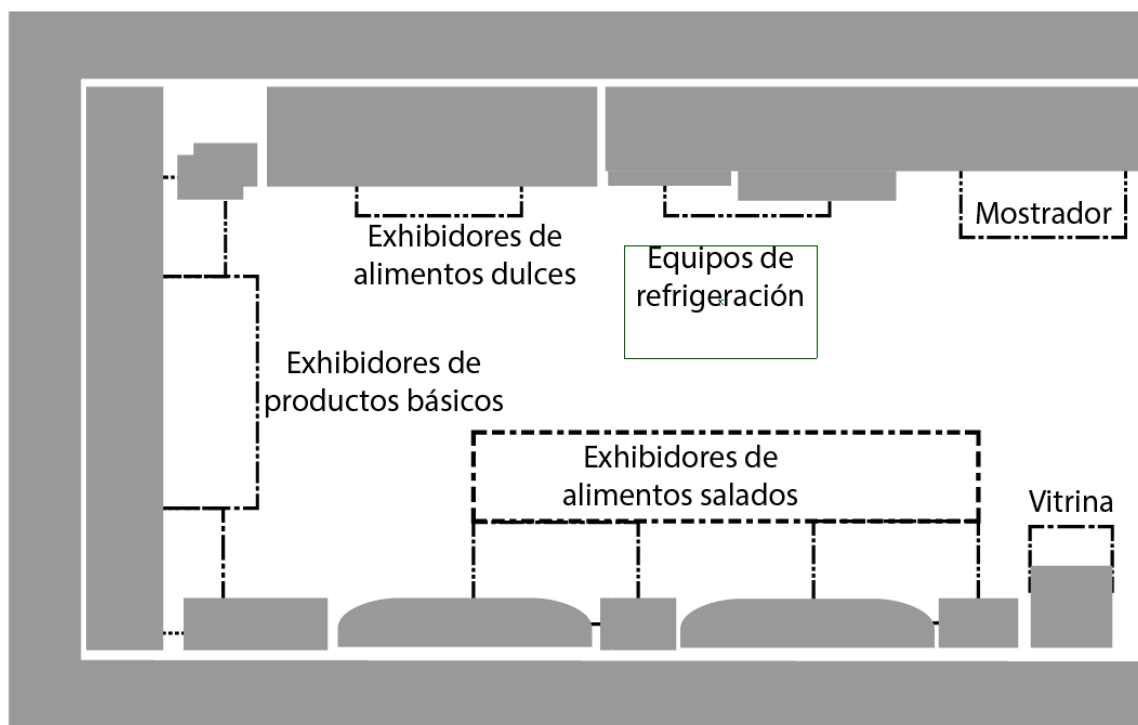 Mostrador
Exhibidores de
alimentos dulces
Equipos de
refrigeración
Exhibidores de
productos básicos
Exhibidores de
alimentos salados
Vitrina